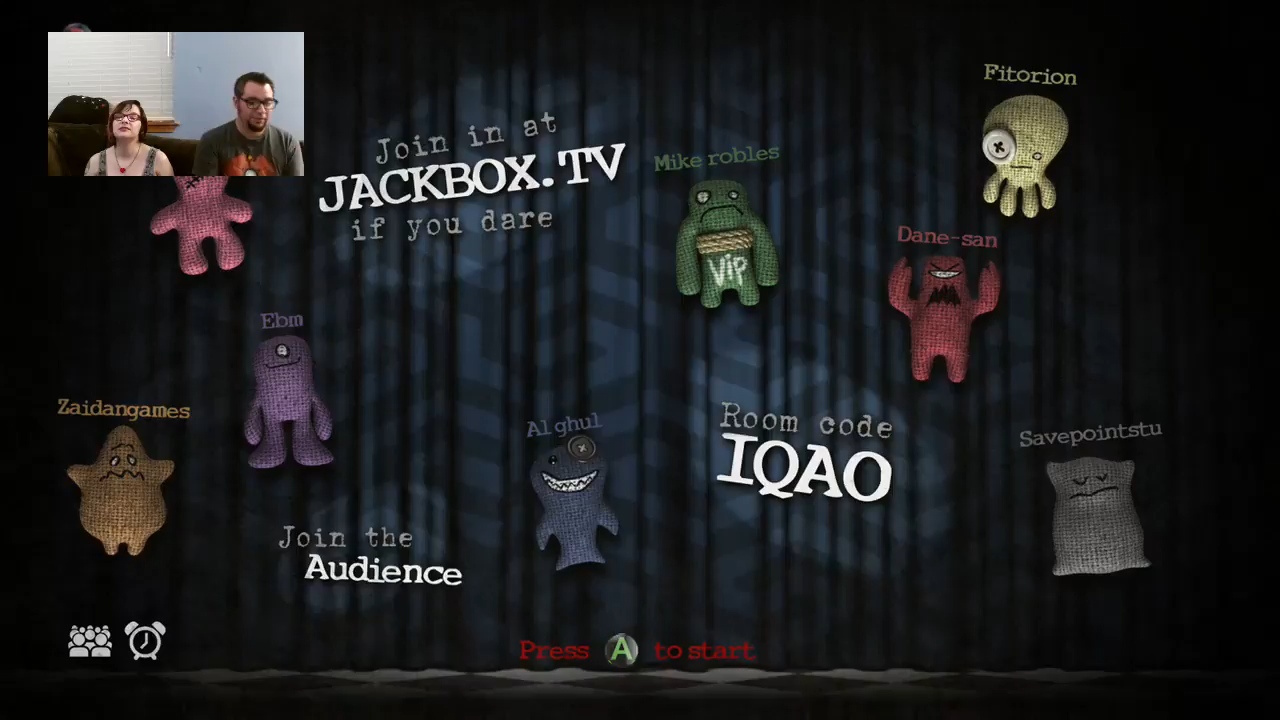 Join in at
JACKBOX.TV
if you dare
Fitorion
Mike robles
VIP
Dane-san
Ebm
Zaidangames
Al ghul
Room code
IQAO
Savepointstu
Join the
Audience
Press A to start